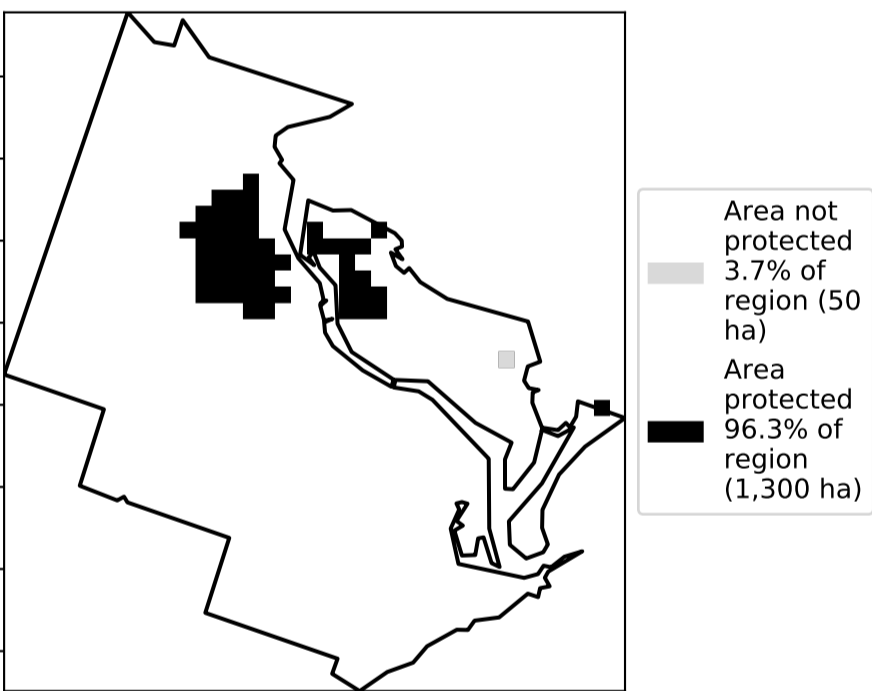 Area not
protected
3.7% of
region (50
ha)
Area
protected
96.3% of
region
(1,300 ha)